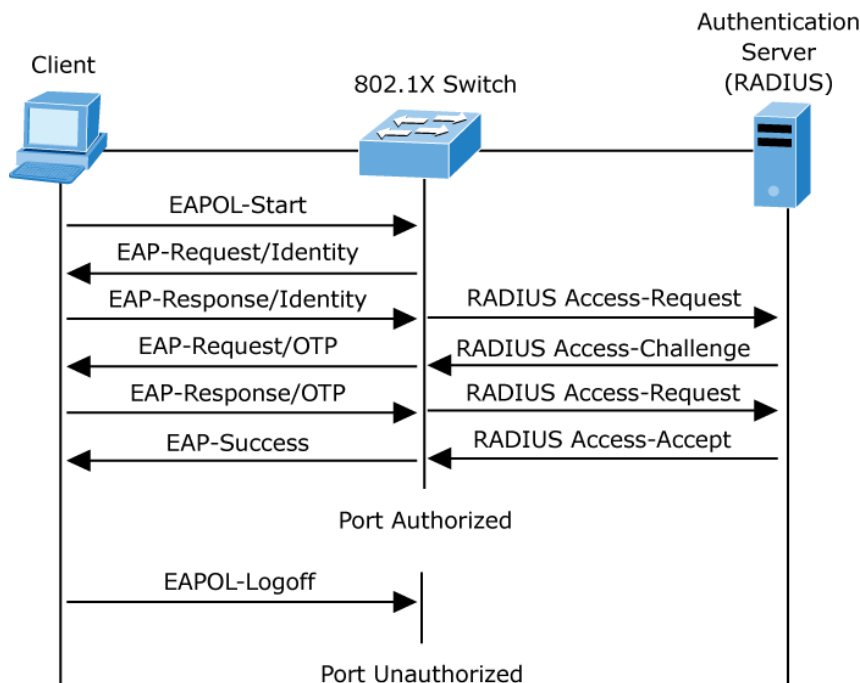 Authentication
Server
(RADIUS)
Client
802.1X Switch
EAPOL-Start
EAP-Request/Identity
EAP-Response/Identity
RADIUS Access-Request
EAP-Request/OTP
RADIUS Access-Challenge
EAP-Response/OTP
RADIUS Access-Request
EAP-Success
RADIUS Access-Accept
Port Authorized
EAPOL-Logoff
Port Unauthorized